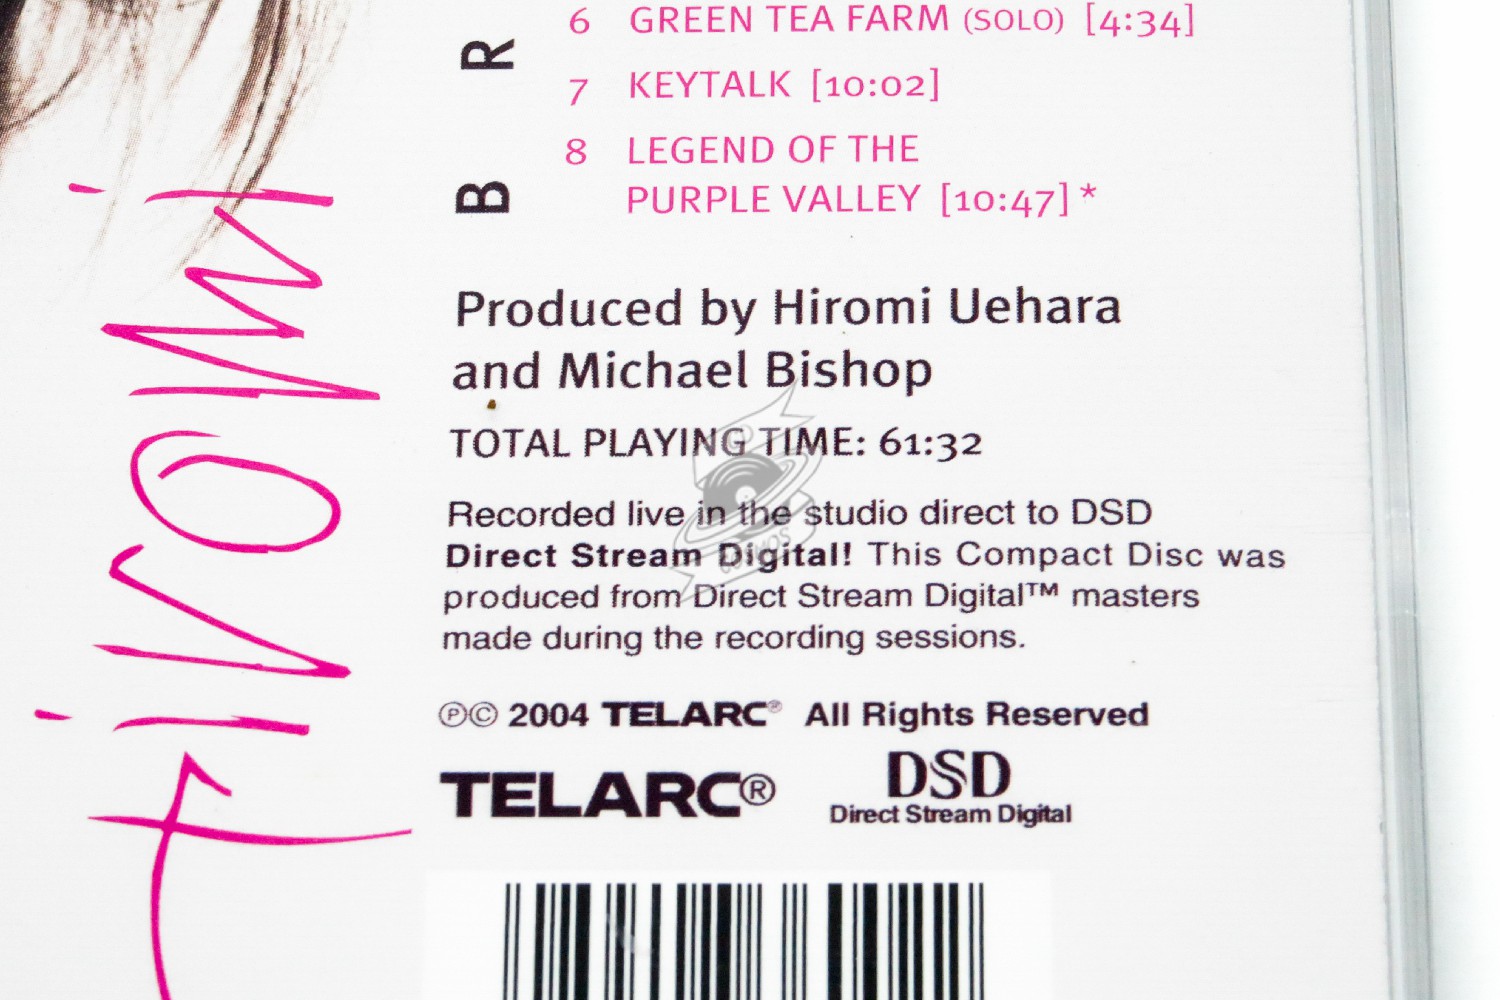 6 GREEN TEA FARM (SOLO) [4:34]
7 KEYTALK [10:02]
8 LEGEND OF THE
PURPLE VALLEY [10:47] *
B R
Produced by Hiromi Uehara
and Michael Bishop
TOTAL PLAYING TIME: 61:32
Recorded live in the studio direct to DSD
Direct Stream Digital! This Compact Disc was
produced from Direct Stream Digital™ masters
made during the recording sessions.
℗© 2004 TELARC® All Rights Reserved
TELARC®
DSD
Direct Stream Digital
Hiromi
COSMOS